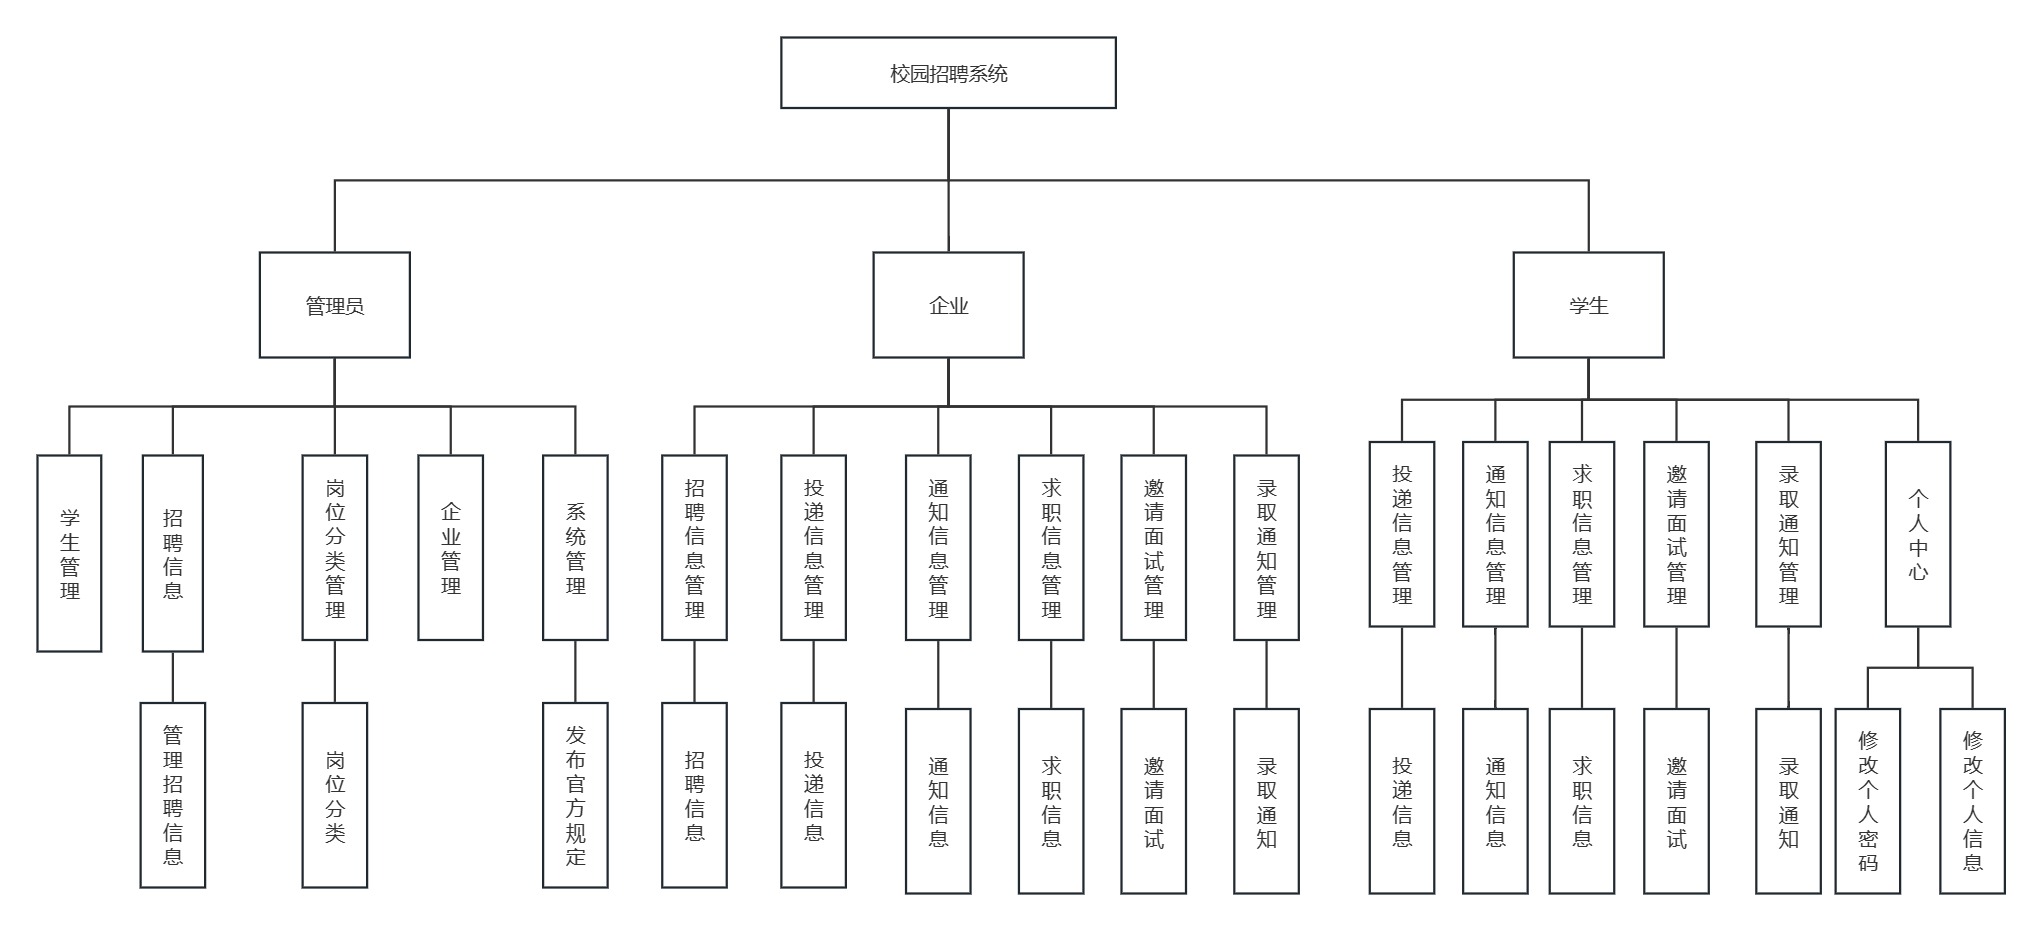 校园招聘系统
管理员
企业
学生
学生管理
招聘信息
岗位分类管理
企业管理
系统管理
招聘信息管理
投递信息管理
通知信息管理
求职信息管理
邀请面试管理
录取通知管理
投递信息管理
通知信息管理
求职信息管理
邀请面试管理
录取通知管理
个人中心
管理招聘信息
岗位分类
发布官方规定
招聘信息
投递信息
通知信息
求职信息
邀请面试
录取通知
投递信息
通知信息
求职信息
邀请面试
录取通知
修改个人密码
修改个人信息